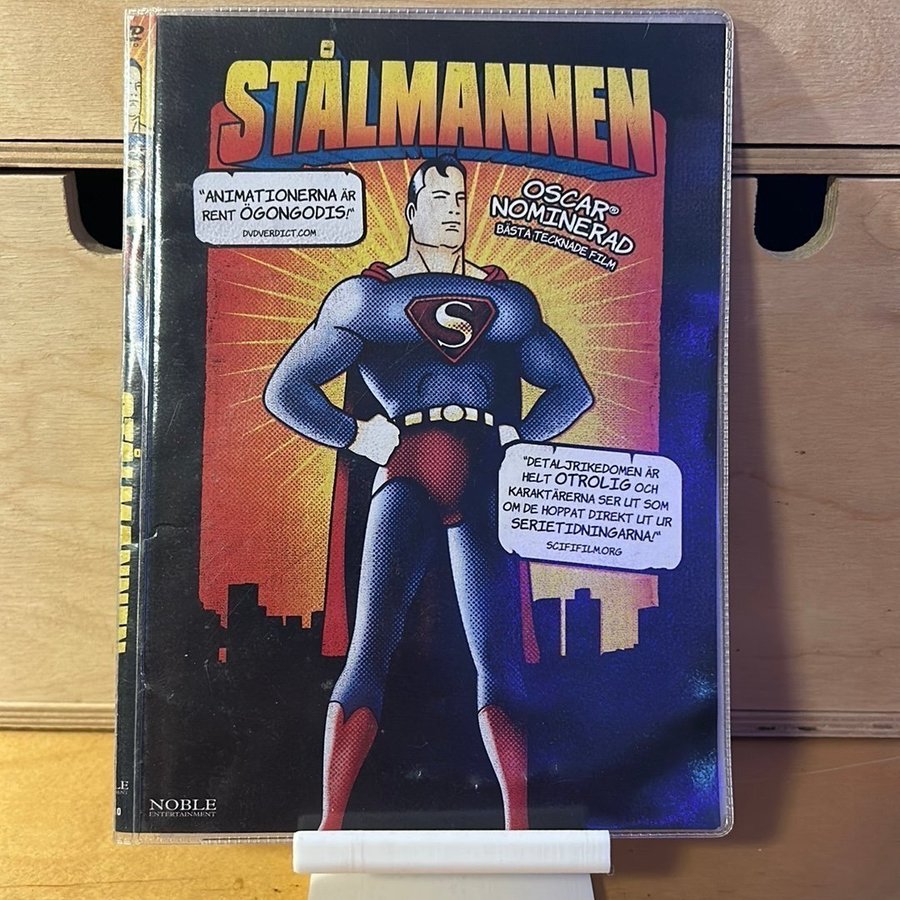 STÅLMANNEN
"ANIMATIONERNA ÄR
RENT ÖGONGODIS!"
DVDVERDICT.COM
OSCAR®
NOMINERAD
BÄSTA TECKNADE FILM
S
"DETALJRIKEDOMEN ÄR
HELT OTROLIG OCH
KARAKTÄRERNA SER UT SOM
OM DE HOPPAT DIREKT UT UR
SERIETIDNINGARNA!"
SCIFIFILM.ORG
NOBLE
ENTERTAINMENT
STÅLMANNEN